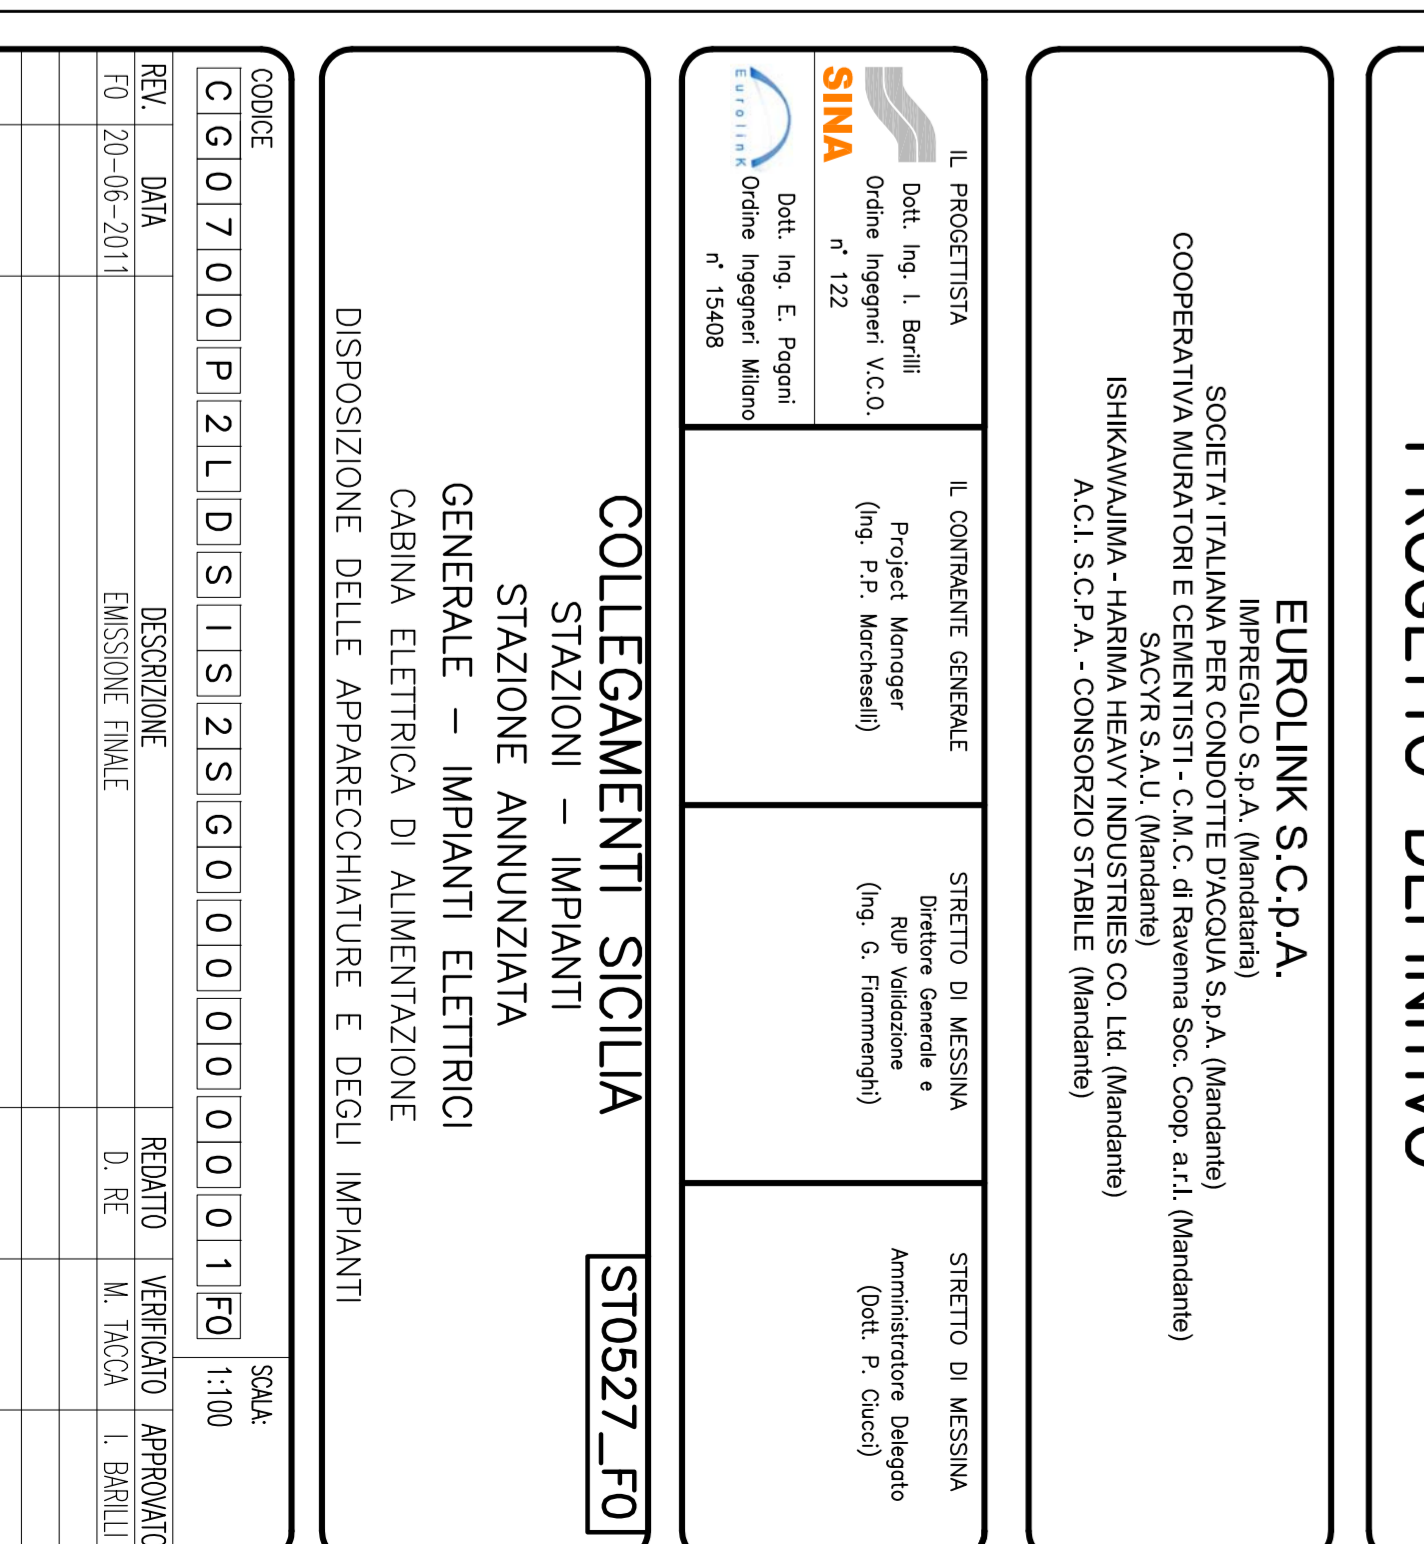 PROGETTO DEFINITIVO
EUROLINK S.C.p.A.
IMPREGILO S.p.A. (Mandataria)
SOCIETA' ITALIANA PER CONDOTTE D'ACQUA S.p.A. (Mandante)
COOPERATIVA MURATORI E CEMENTISTI - C.M.C. di Ravenna Soc. Coop. a.r.l. (Mandante)
SACYR S.A.U. (Mandante)
ISHIKAWAJIMA - HARIMA HEAVY INDUSTRIES CO. Ltd. (Mandante)
A.C.I. S.C.P.A. - CONSORZIO STABILE (Mandante)
IL PROGETTISTA
SINA
Dott. Ing. I. Barilli
Ordine Ingegneri V.C.O.
n° 122
Eurolink
Dott. Ing. E. Pagani
Ordine Ingegneri Milano
n° 15408
IL CONTRAENTE GENERALE
Project Manager
(Ing. P.P. Marcheselli)
STRETTO DI MESSINA
Direttore Generale e
RUP Validazione
(Ing. G. Fiammenghi)
STRETTO DI MESSINA
Amministratore Delegato
(Dott. P. Ciucci)
COLLEGAMENTI SICILIA
ST0527_F0
STAZIONI – IMPIANTI
STAZIONE ANNUNZIATA
GENERALE – IMPIANTI ELETTRICI
CABINA ELETTRICA DI ALIMENTAZIONE
DISPOSIZIONE DELLE APPARECCHIATURE E DEGLI IMPIANTI
CODICE
C G 0 7 0 0 P 2 L D S I S 2 S G 0 0 0 0 0 0 0 0 1 F0
SCALA:
1:100
REV. DATA DESCRIZIONE REDATTO VERIFICATO APPROVATO
F0 20–06–2011 EMISSIONE FINALE D. RE M. TACCA I. BARILLI